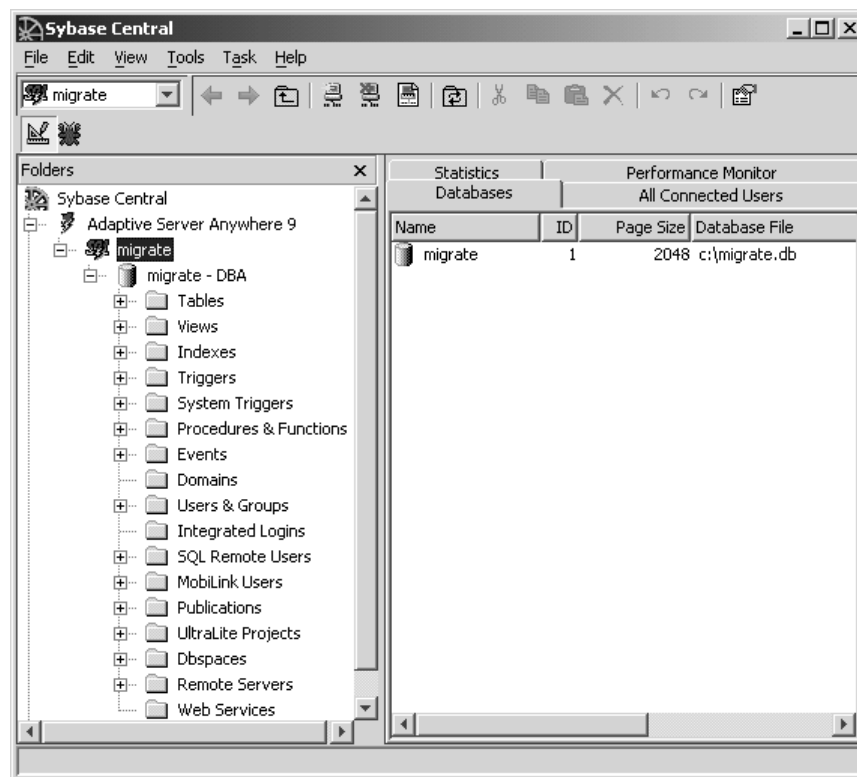 Sybase Central
File Edit View Tools Task Help
migrate
Folders
Sybase Central
Adaptive Server Anywhere 9
migrate
migrate - DBA
Tables
Views
Indexes
Triggers
System Triggers
Procedures & Functions
Events
Domains
Users & Groups
Integrated Logins
SQL Remote Users
MobiLink Users
Publications
UltraLite Projects
Dbspaces
Remote Servers
Web Services
Statistics Performance Monitor
Databases All Connected Users
Name ID Page Size Database File
migrate 1 2048 c:\migrate.db